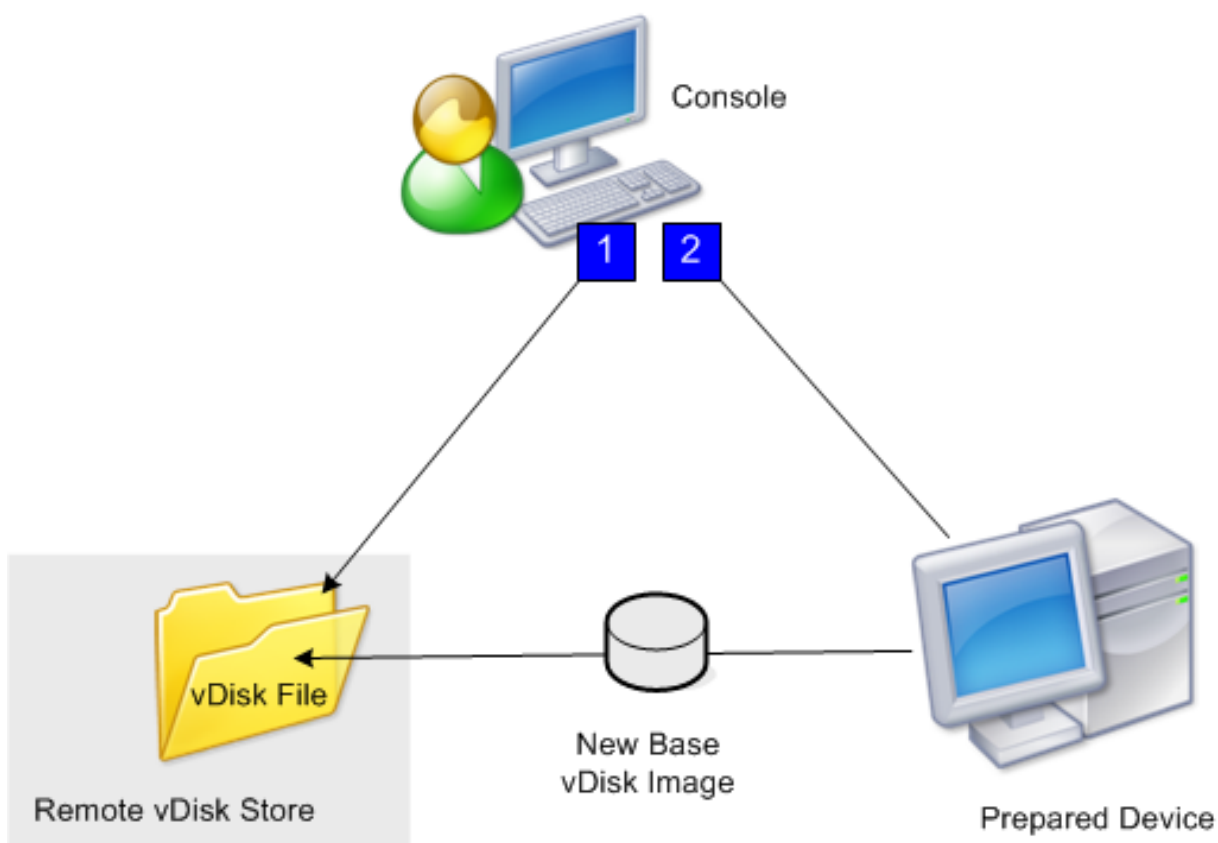 Console
1
2
vDisk File
New Base
vDisk Image
Remote vDisk Store
Prepared Device